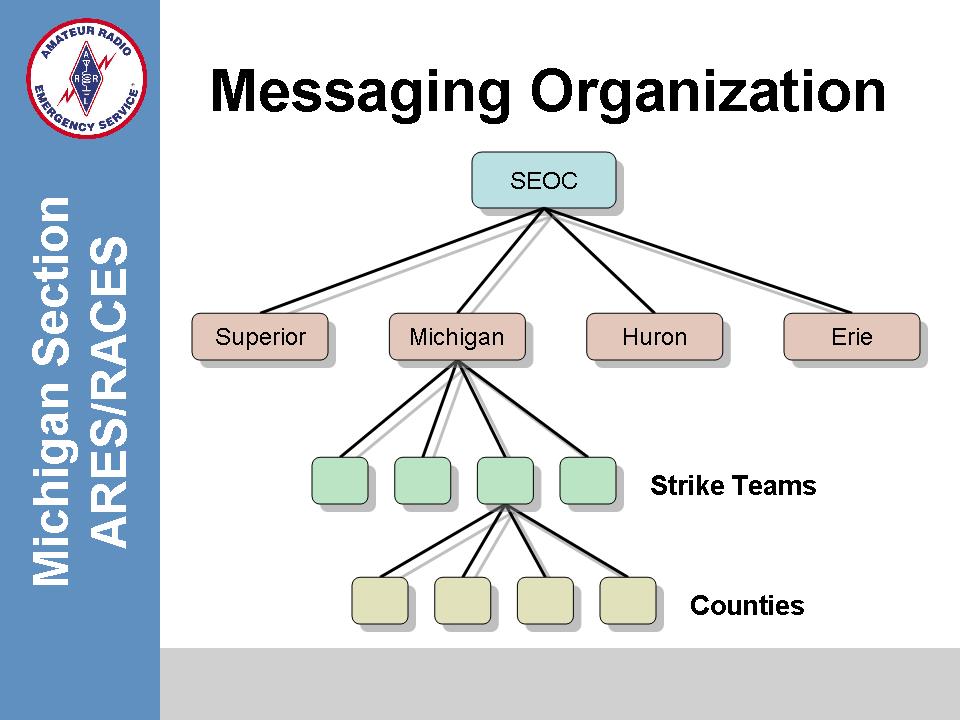 AMATEUR RADIO
EMERGENCY SERVICE
Michigan Section
ARES/RACES
Messaging Organization
SEOC
Superior
Michigan
Huron
Erie
Strike Teams
Counties